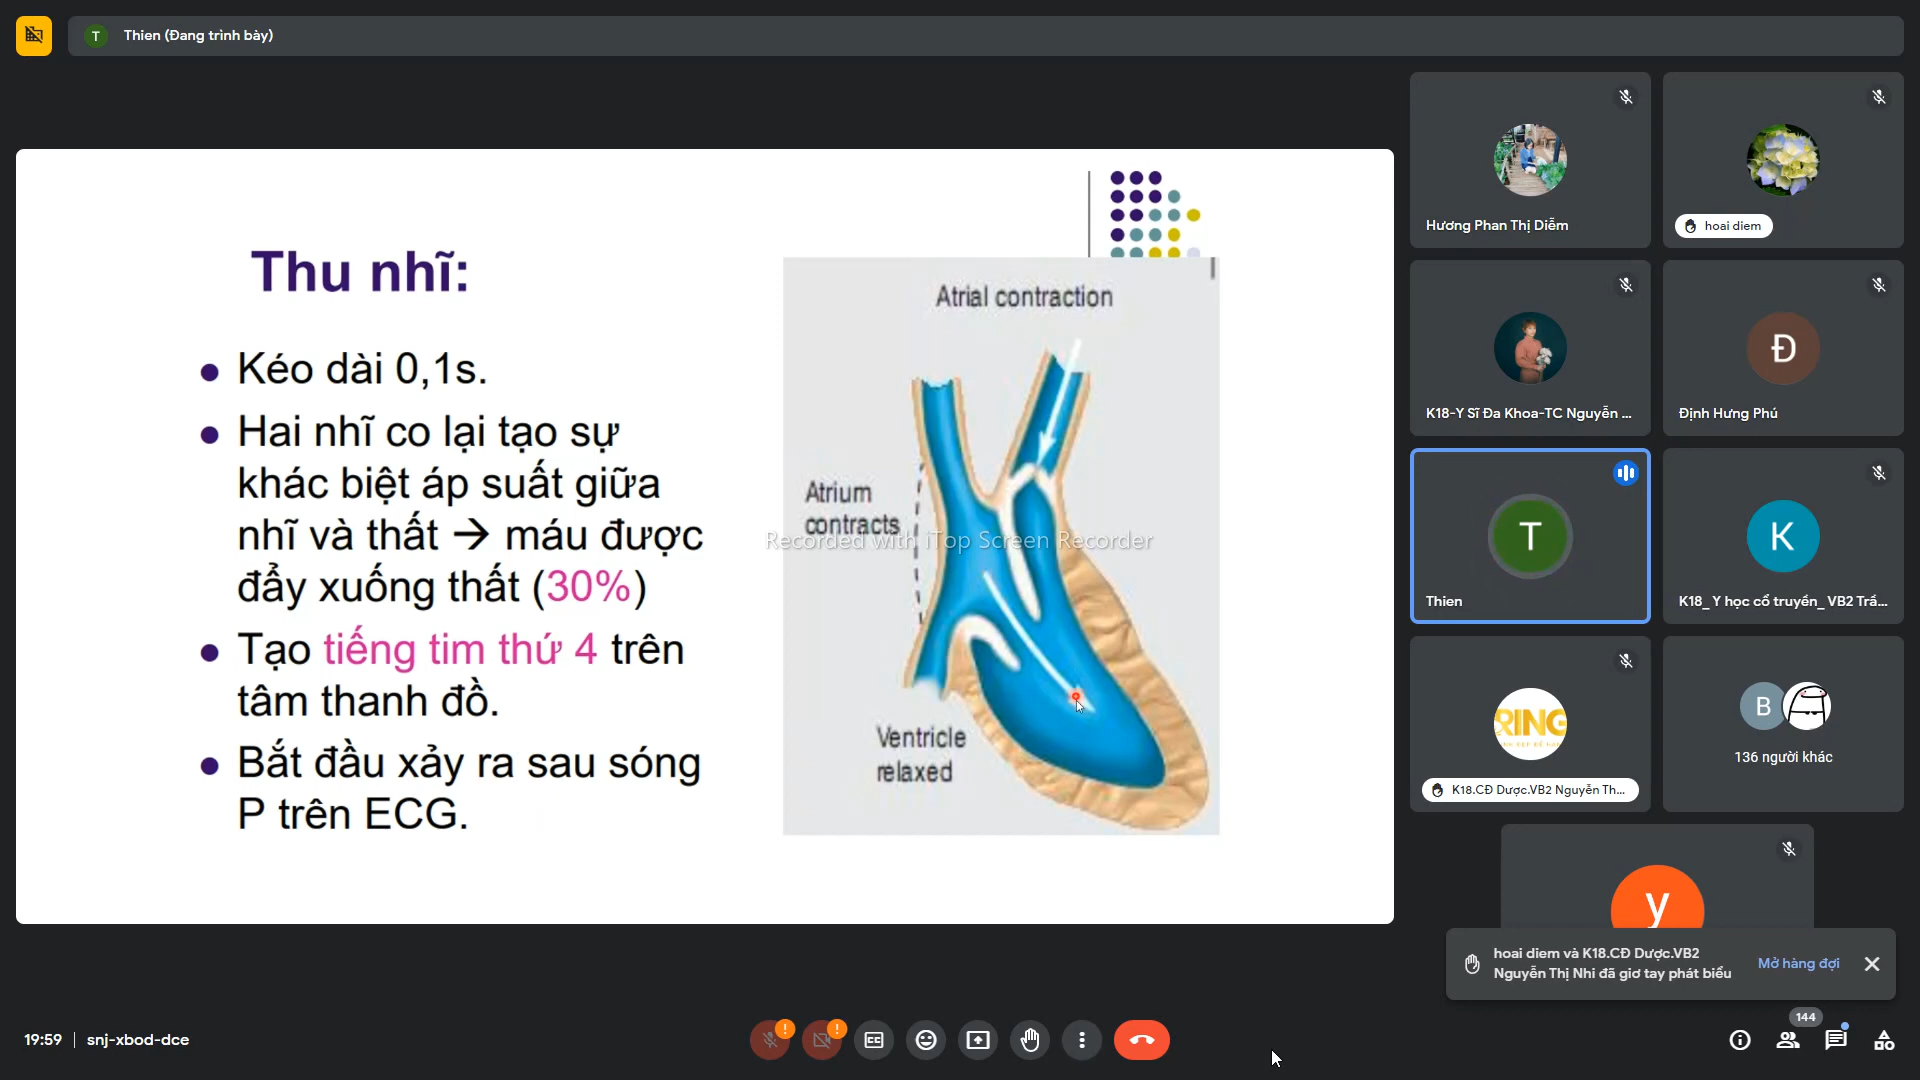 T
Thien (Đang trình bày)
Thu nhĩ:
Kéo dài 0,1s.
Hai nhĩ co lại tạo sự
khác biệt áp suất giữa
nhĩ và thất → máu được
đẩy xuống thất (30%)
Tạo tiếng tim thứ 4 trên
tâm thanh đồ.
Bắt đầu xảy ra sau sóng
P trên ECG.
Atrial contraction
Atrium
contracts
Ventricle
relaxed
Recorded with iTop Screen Recorder
Hương Phan Thị Diễm
hoai diem
K18-Y Sĩ Đa Khoa-TC Nguyễn ...
Đ
Định Hưng Phú
T
Thien
K
K18_ Y học cổ truyền_ VB2 Trầ...
RING
K18.CĐ Dược.VB2 Nguyễn Th...
B
136 người khác
y
hoai diem và K18.CĐ Dược.VB2
Nguyễn Thị Nhi đã giơ tay phát biểu
Mở hàng đợi
19:59
snj-xbod-dce
144